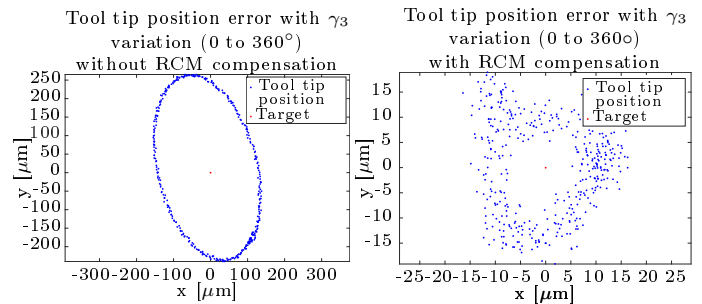 Tool tip position error with γ3
variation (0 to 360°)
without RCM compensation
250
200
150
100
50
0
-5
-50
-100
-150
-200
y [μm]
-300-200-100 0 100 200 300
x [μm]
Tool tip
position
Target
Tool tip position error with γ3
variation (0 to 360○)
with RCM compensation
15
10
5
0
-5
-10
-15
y [μm]
-25-20-15-10-5 0 5 10 15 20 25
x [μm]
Tool tip
position
Target